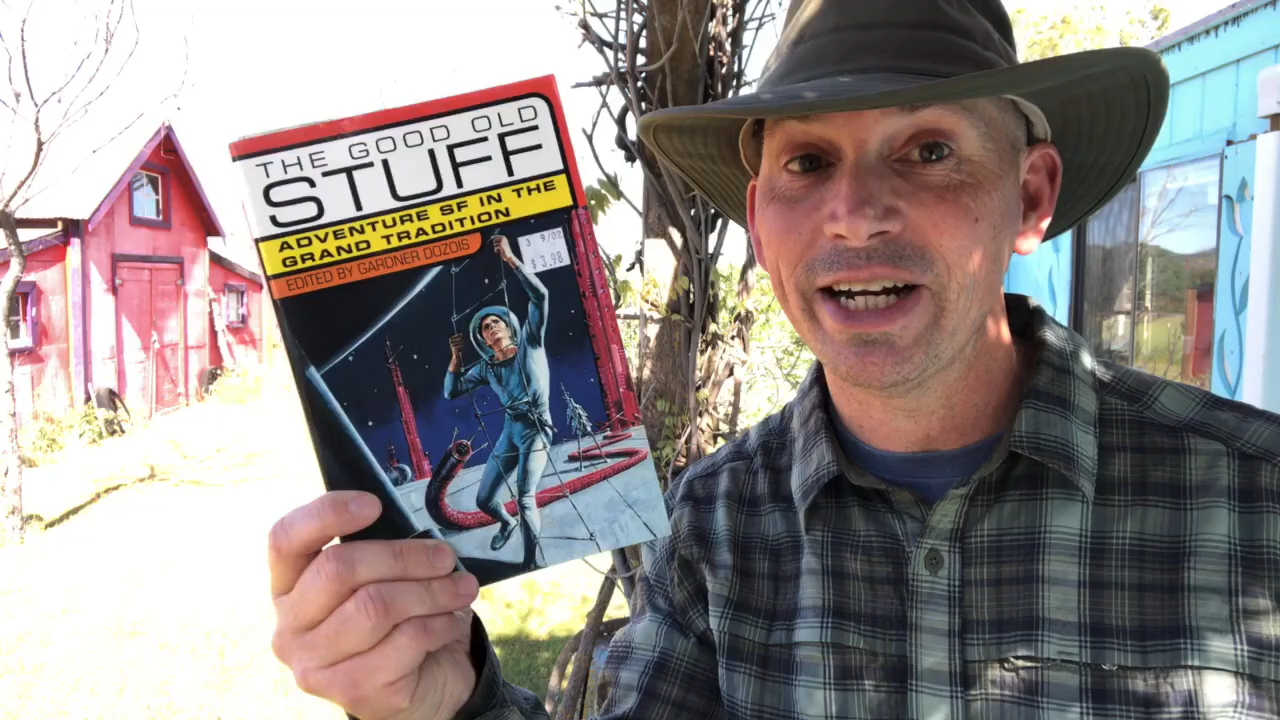 THE GOOD OLD
STUFF
ADVENTURE SF IN THE
GRAND TRADITION
EDITED BY GARDNER DOZOIS
3 9/02
$ 3.98